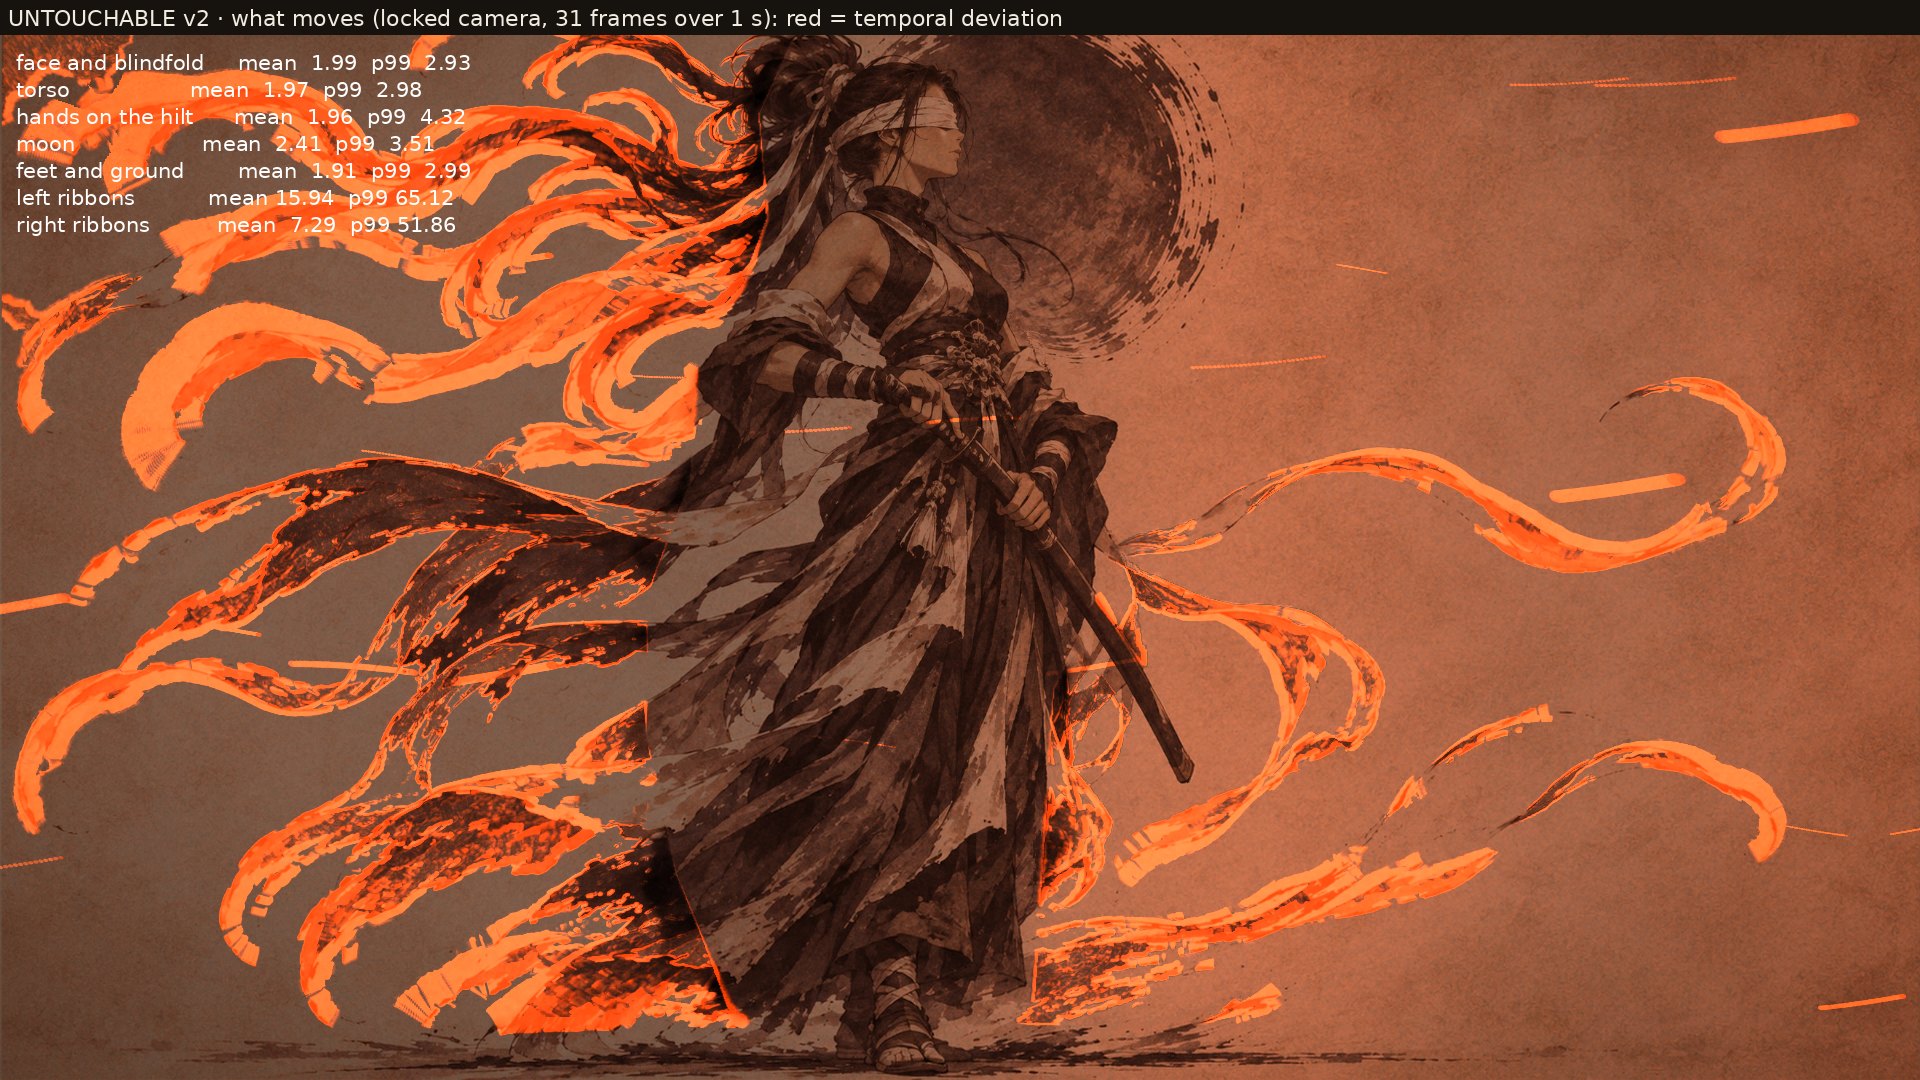 UNTOUCHABLE v2 · what moves (locked camera, 31 frames over 1 s): red = temporal deviation
face and blindfold mean 1.99 p99 2.93
torso mean 1.97 p99 2.98
hands on the hilt mean 1.96 p99 4.32
moon mean 2.41 p99 3.51
feet and ground mean 1.91 p99 2.99
left ribbons mean 15.94 p99 65.12
right ribbons mean 7.29 p99 51.86